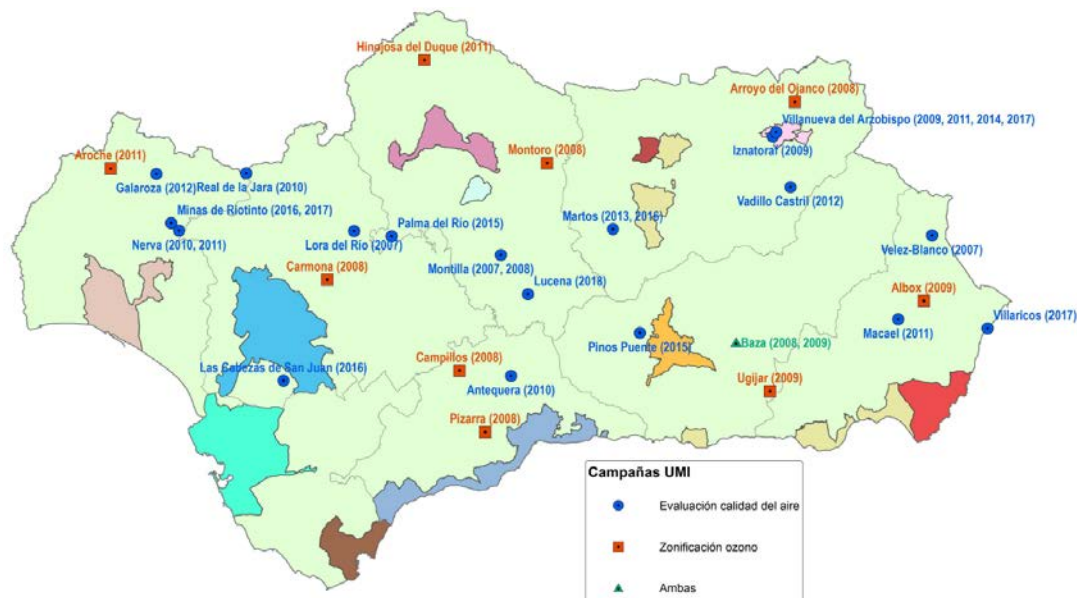 Hinojosa del Duque (2011)
Arroyo del Ojanco (2008)
Villanueva del Arzobispo (2009, 2011, 2014, 2017)
Iznatoraf (2009)
Aroche (2011)
Montoro (2008)
Galaroza (2012)
Real de la Jara (2010)
Vadillo Castril (2012)
Minas de Riotinto (2016, 2017)
Palma del Río (2015)
Martos (2013, 2016)
Nerva (2010, 2011)
Lora del Río (2007)
Velez-Blanco (2007)
Montilla (2007, 2008)
Carmona (2008)
Lucena (2018)
Albox (2009)
Villaricos (2017)
Macael (2011)
Pinos Puente (2015)
Baza (2008, 2009)
Las Cabezas de San Juan (2016)
Campillos (2008)
Antequera (2010)
Ugijar (2009)
Pizarra (2008)
Campañas UMI
Evaluación calidad del aire
Zonificación ozono
Ambas